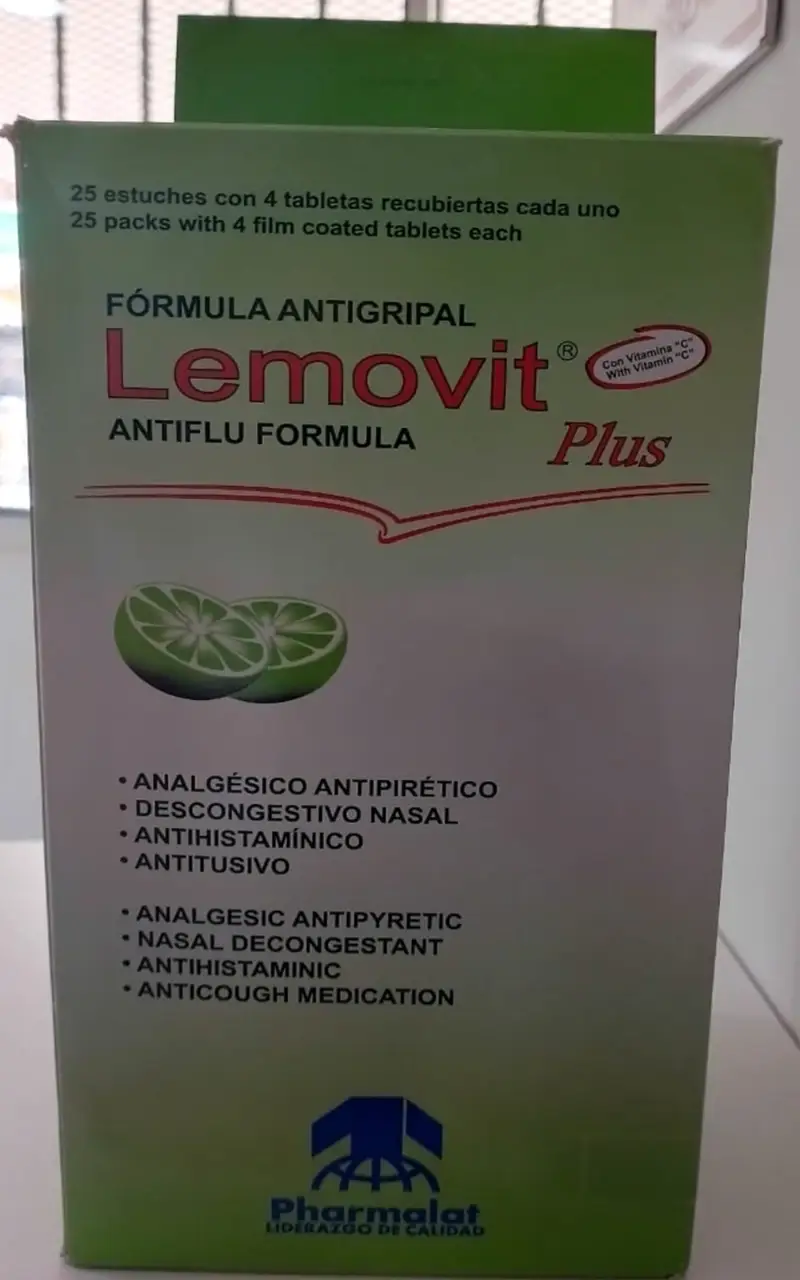 25 estuches con 4 tabletas recubiertas cada uno
25 packs with 4 film coated tablets each
FÓRMULA ANTIGRIPAL
Lemovit®
Con Vitamina "C"
With Vitamin "C"
ANTIFLU FORMULA
Plus
• ANALGÉSICO ANTIPIRÉTICO
• DESCONGESTIVO NASAL
• ANTIHISTAMÍNICO
• ANTITUSIVO
• ANALGESIC ANTIPYRETIC
• NASAL DECONGESTANT
• ANTIHISTAMINIC
• ANTICOUGH MEDICATION
Pharmalat
LIDERAZGO DE CALIDAD